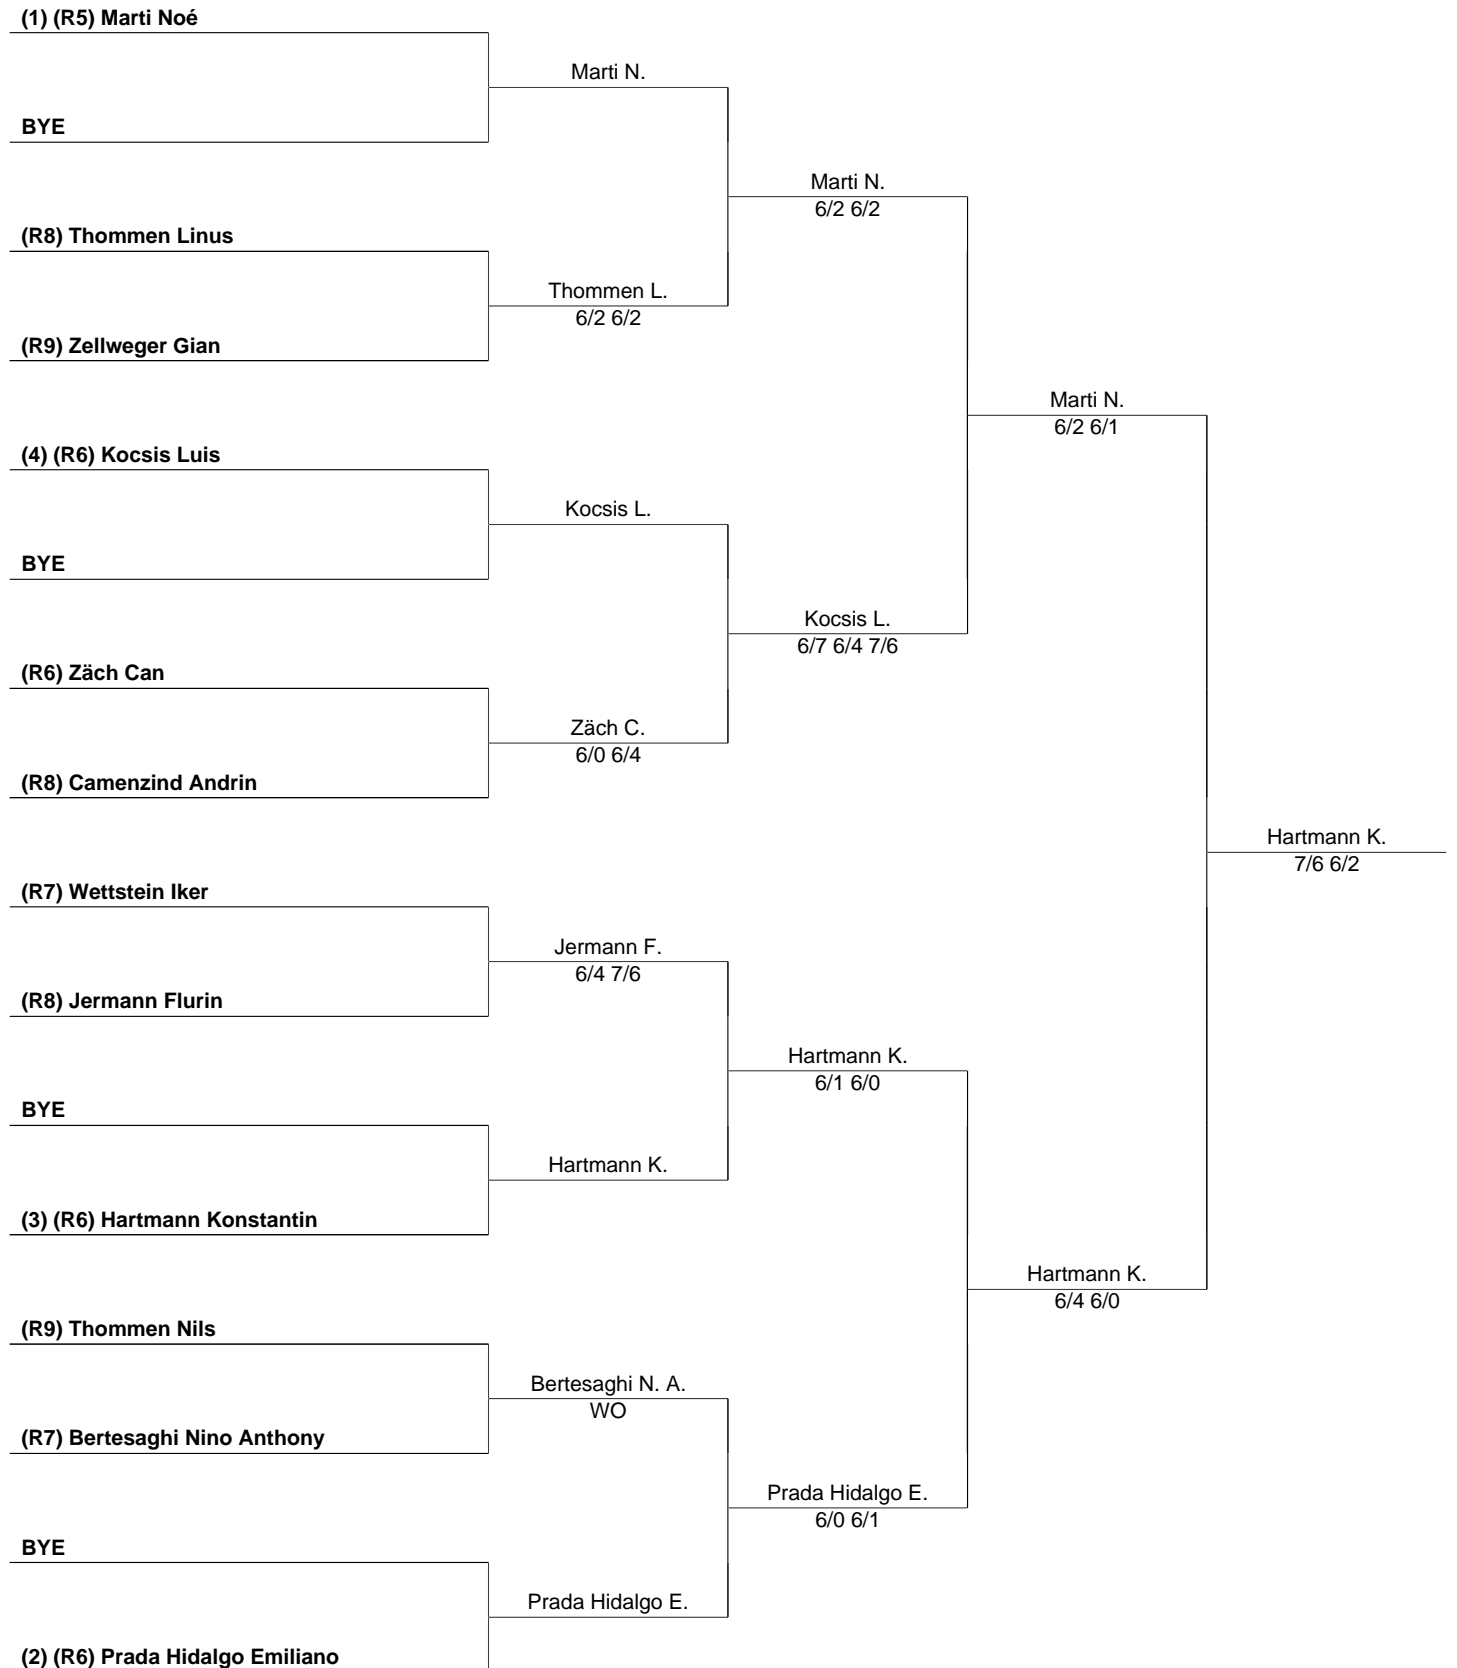 (1) (R5) Marti Noé
Marti N.
BYE
Marti N.
6/2 6/2
(R8) Thommen Linus
Thommen L.
6/2 6/2
(R9) Zellweger Gian
Marti N.
6/2 6/1
(4) (R6) Kocsis Luis
Kocsis L.
BYE
Kocsis L.
6/7 6/4 7/6
(R6) Zäch Can
Zäch C.
6/0 6/4
(R8) Camenzind Andrin
Hartmann K.
7/6 6/2
(R7) Wettstein Iker
Jermann F.
6/4 7/6
(R8) Jermann Flurin
Hartmann K.
6/1 6/0
BYE
Hartmann K.
(3) (R6) Hartmann Konstantin
Hartmann K.
6/4 6/0
(R9) Thommen Nils
Bertesaghi N. A.
WO
(R7) Bertesaghi Nino Anthony
Prada Hidalgo E.
6/0 6/1
BYE
Prada Hidalgo E.
(2) (R6) Prada Hidalgo Emiliano